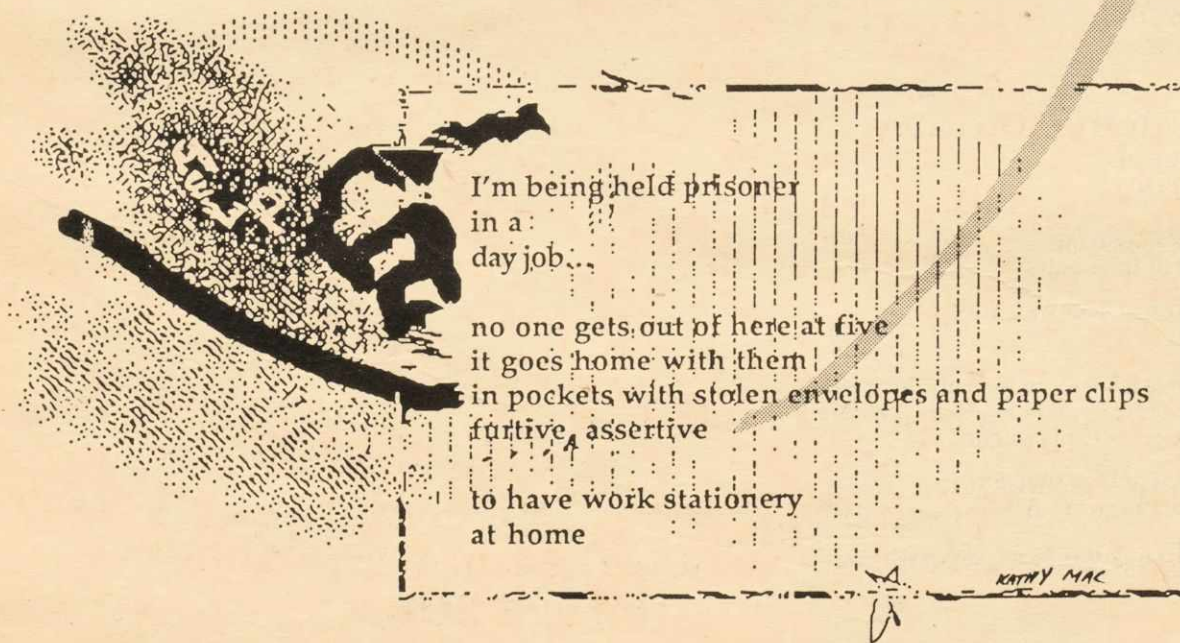 I'm being held prisoner
in a
day job...
no one gets out of here at five
it goes home with them
in pockets with stolen envelopes and paper clips
furtive, assertive
to have work stationery
at home
KATHY MAC